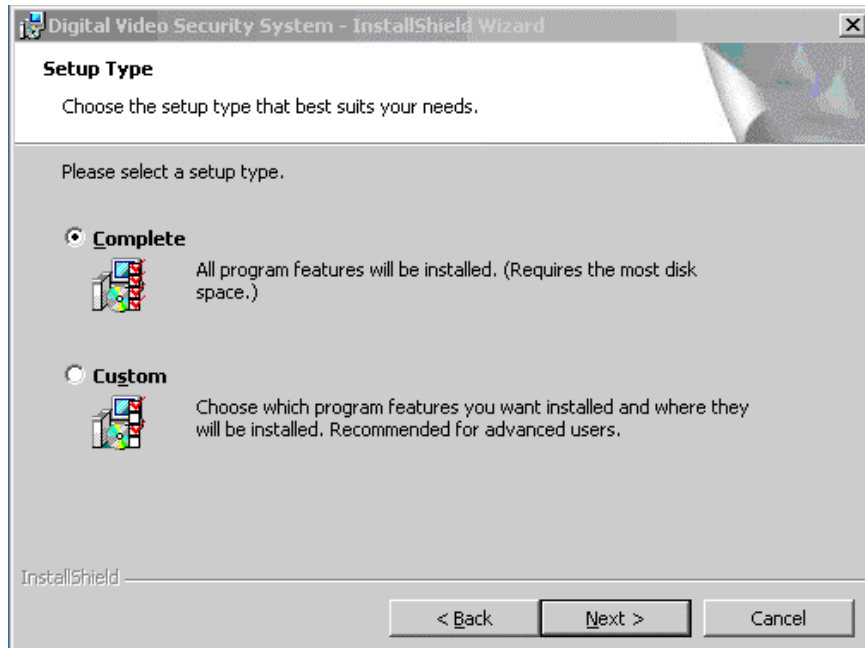 Digital Video Security System - InstallShield Wizard
Setup Type
Choose the setup type that best suits your needs.
Please select a setup type.
Complete
All program features will be installed. (Requires the most disk
space.)
Custom
Choose which program features you want installed and where they
will be installed. Recommended for advanced users.
InstallShield
< Back
Next >
Cancel